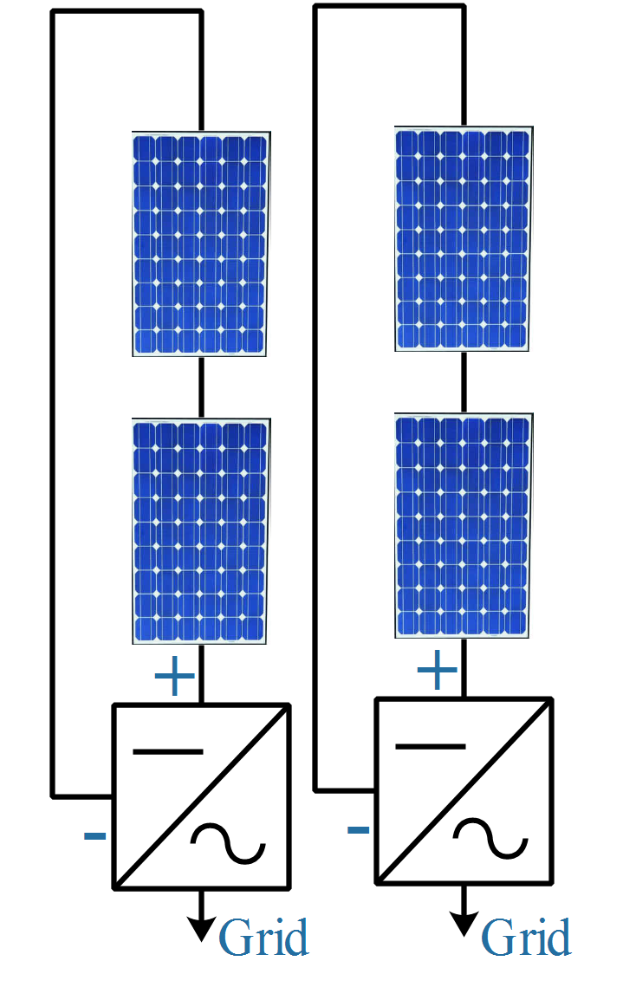 + +
- -
Grid Grid